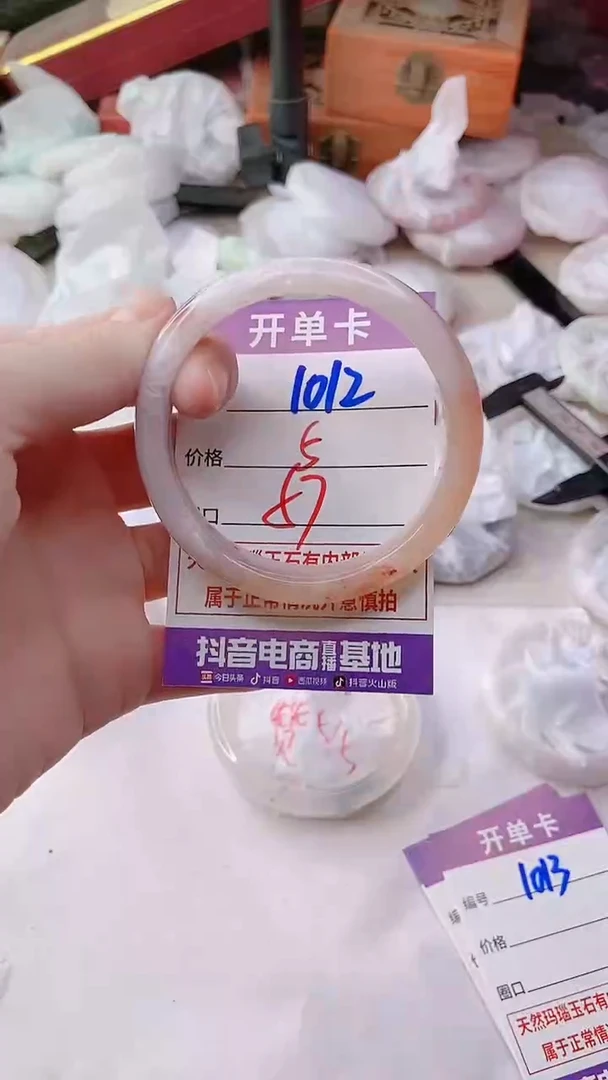 开单卡
1012
价格 5
口 57
属于正常情况介意慎拍
抖音电商直播基地
今日头条 抖音 西瓜视频 抖音火山版
开单卡
编号 1013
价格
圈口
天然玛瑙玉石有
属于正常情